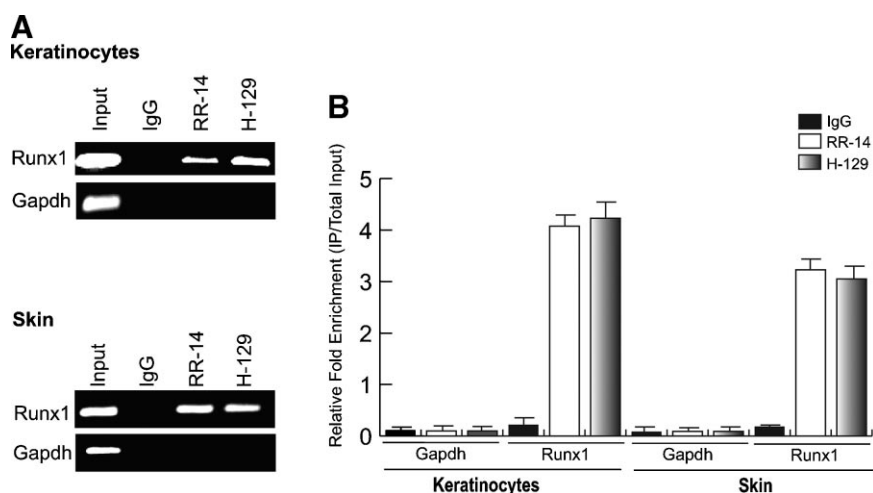 A
Keratinocytes
Input
IgG
RR-14
H-129
Runx1
Gapdh
Skin
Input
IgG
RR-14
H-129
Runx1
Gapdh
B
IgG
RR-14
H-129
Relative Fold Enrichment (IP/Total Input)
5
4
3
2
1
0
Gapdh Runx1 Gapdh Runx1
Keratinocytes Skin